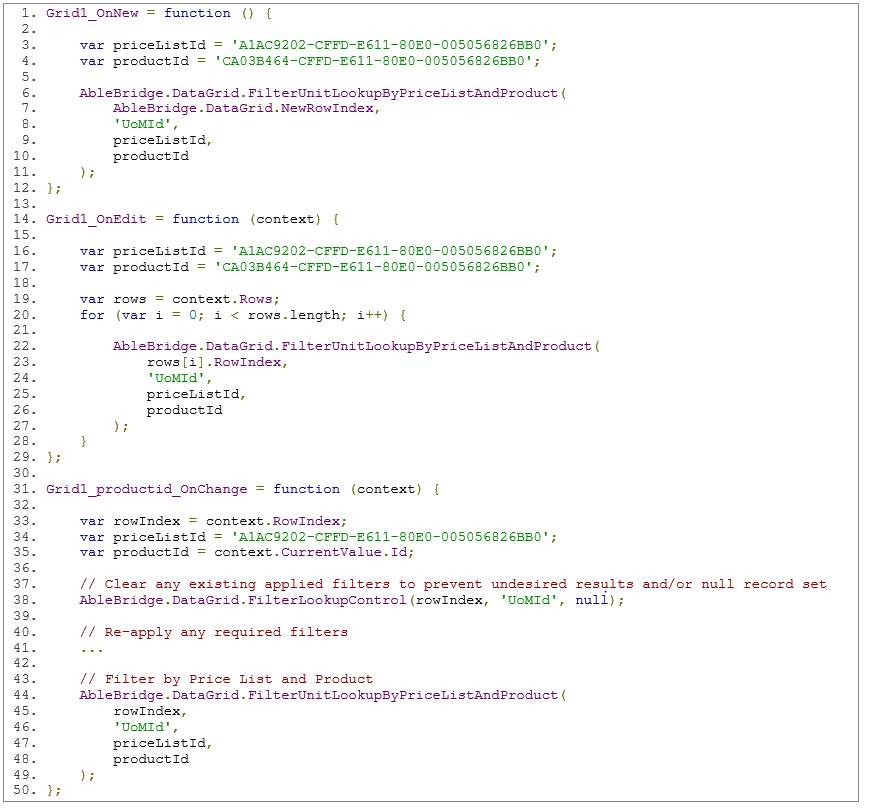 1. Grid1_OnNew = function () {
2.
3.     var priceListId = 'A1AC9202-CFFD-E611-80E0-005056826BB0';
4.     var productId = 'CA03B464-CFFD-E611-80E0-005056826BB0';
5.
6.     AbleBridge.DataGrid.FilterUnitLookupByPriceListAndProduct(
7.         AbleBridge.DataGrid.NewRowIndex,
8.         'UoMId',
9.         priceListId,
10.         productId
11.     );
12. };
13.
14. Grid1_OnEdit = function (context) {
15.
16.     var priceListId = 'A1AC9202-CFFD-E611-80E0-005056826BB0';
17.     var productId = 'CA03B464-CFFD-E611-80E0-005056826BB0';
18.
19.     var rows = context.Rows;
20.     for (var i = 0; i < rows.length; i++) {
21.
22.         AbleBridge.DataGrid.FilterUnitLookupByPriceListAndProduct(
23.             rows[i].RowIndex,
24.             'UoMId',
25.             priceListId,
26.             productId
27.         );
28.     }
29. };
30.
31. Grid1_productid_OnChange = function (context) {
32.
33.     var rowIndex = context.RowIndex;
34.     var priceListId = 'A1AC9202-CFFD-E611-80E0-005056826BB0';
35.     var productId = context.CurrentValue.Id;
36.
37.     // Clear any existing applied filters to prevent undesired results and/or null record set
38.     AbleBridge.DataGrid.FilterLookupControl(rowIndex, 'UoMId', null);
39.
40.     // Re-apply any required filters
41.     ...
42.
43.     // Filter by Price List and Product
44.     AbleBridge.DataGrid.FilterUnitLookupByPriceListAndProduct(
45.         rowIndex,
46.         'UoMId',
47.         priceListId,
48.         productId
49.     );
50. };